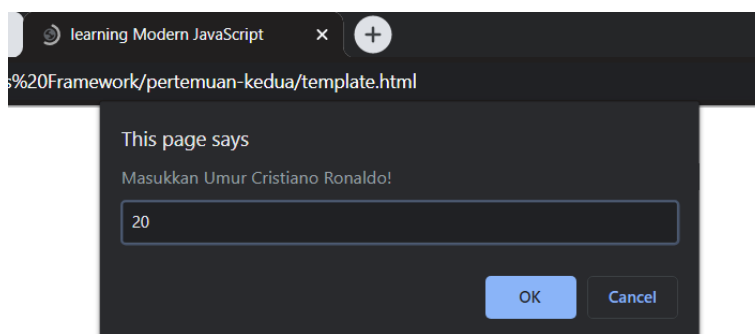 learning Modern JavaScript
%20Framework/pertemuan-kedua/template.html
This page says
Masukkan Umur Cristiano Ronaldo!
20
OK Cancel